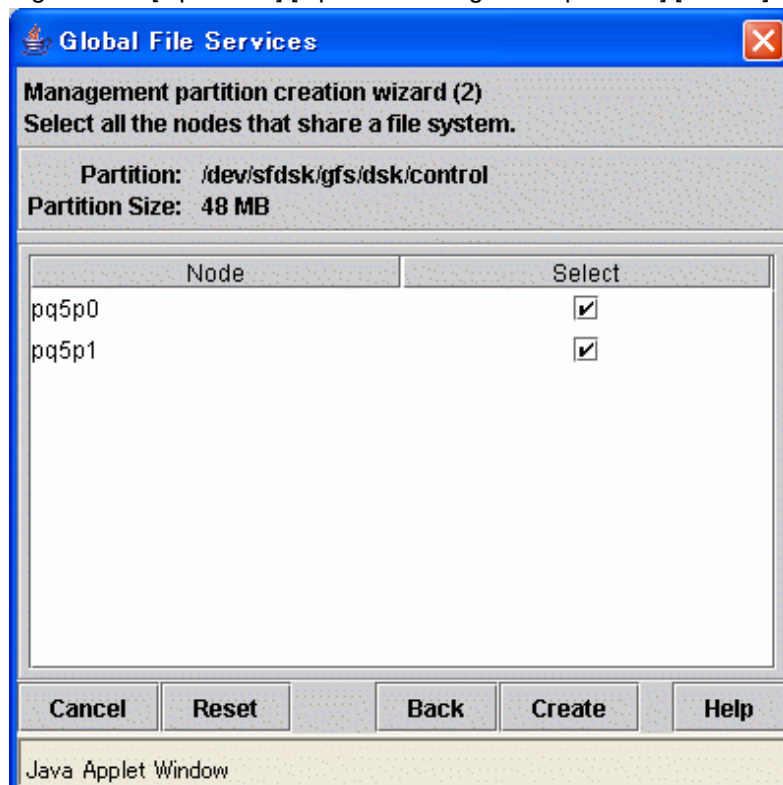 Global File Services
Management partition creation wizard (2)
Select all the nodes that share a file system.
Partition: /dev/sfdsk/gfs/dsk/control
Partition Size: 48 MB
Node Select
pq5p0
pq5p1
Cancel Reset Back Create Help
Java Applet Window